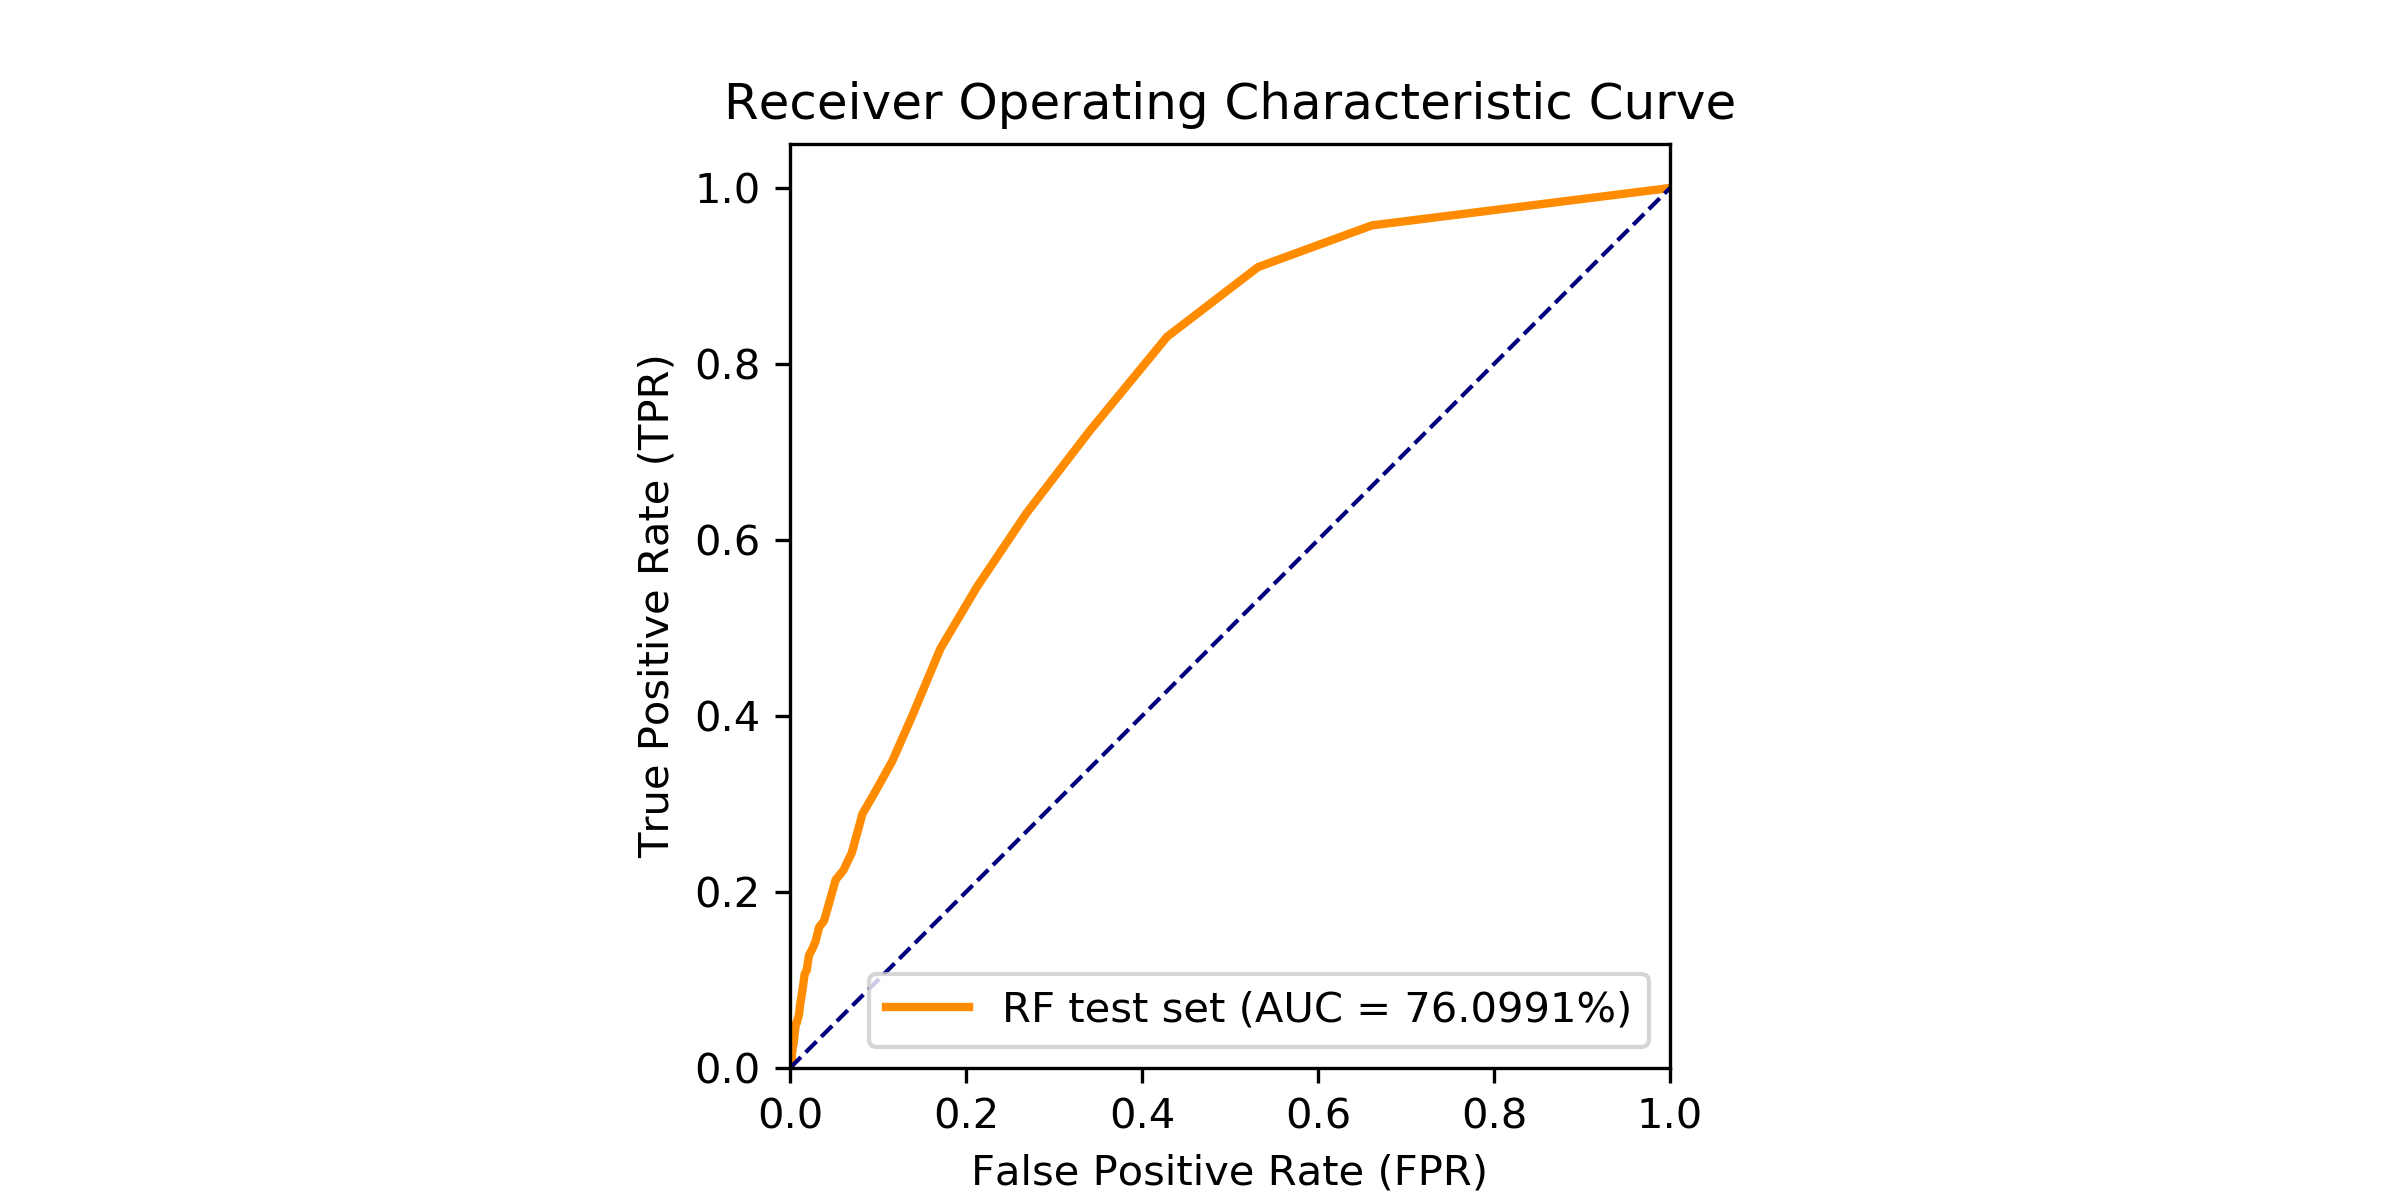 Receiver Operating Characteristic Curve
1.0
0.8
0.6
0.4
0.2
0.0
True Positive Rate (TPR)
RF test set (AUC = 76.0991%)
0.0 0.2 0.4 0.6 0.8 1.0
False Positive Rate (FPR)